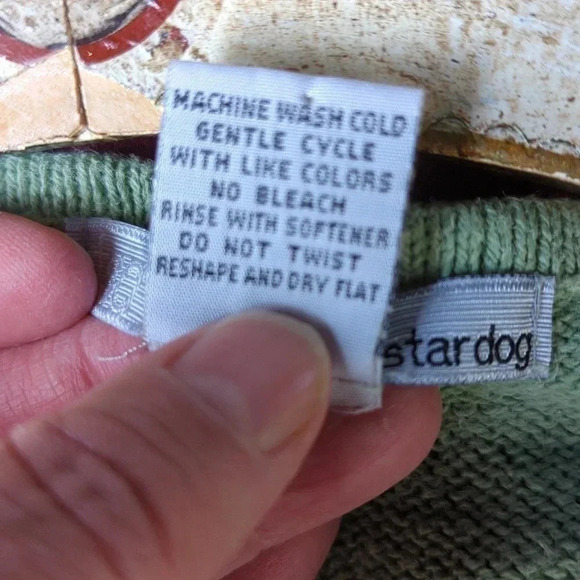 MACHINE WASH COLD
GENTLE CYCLE
WITH LIKE COLORS
NO BLEACH
RINSE WITH SOFTENER
DO NOT TWIST
RESHAPE AND DRY FLAT
stardog